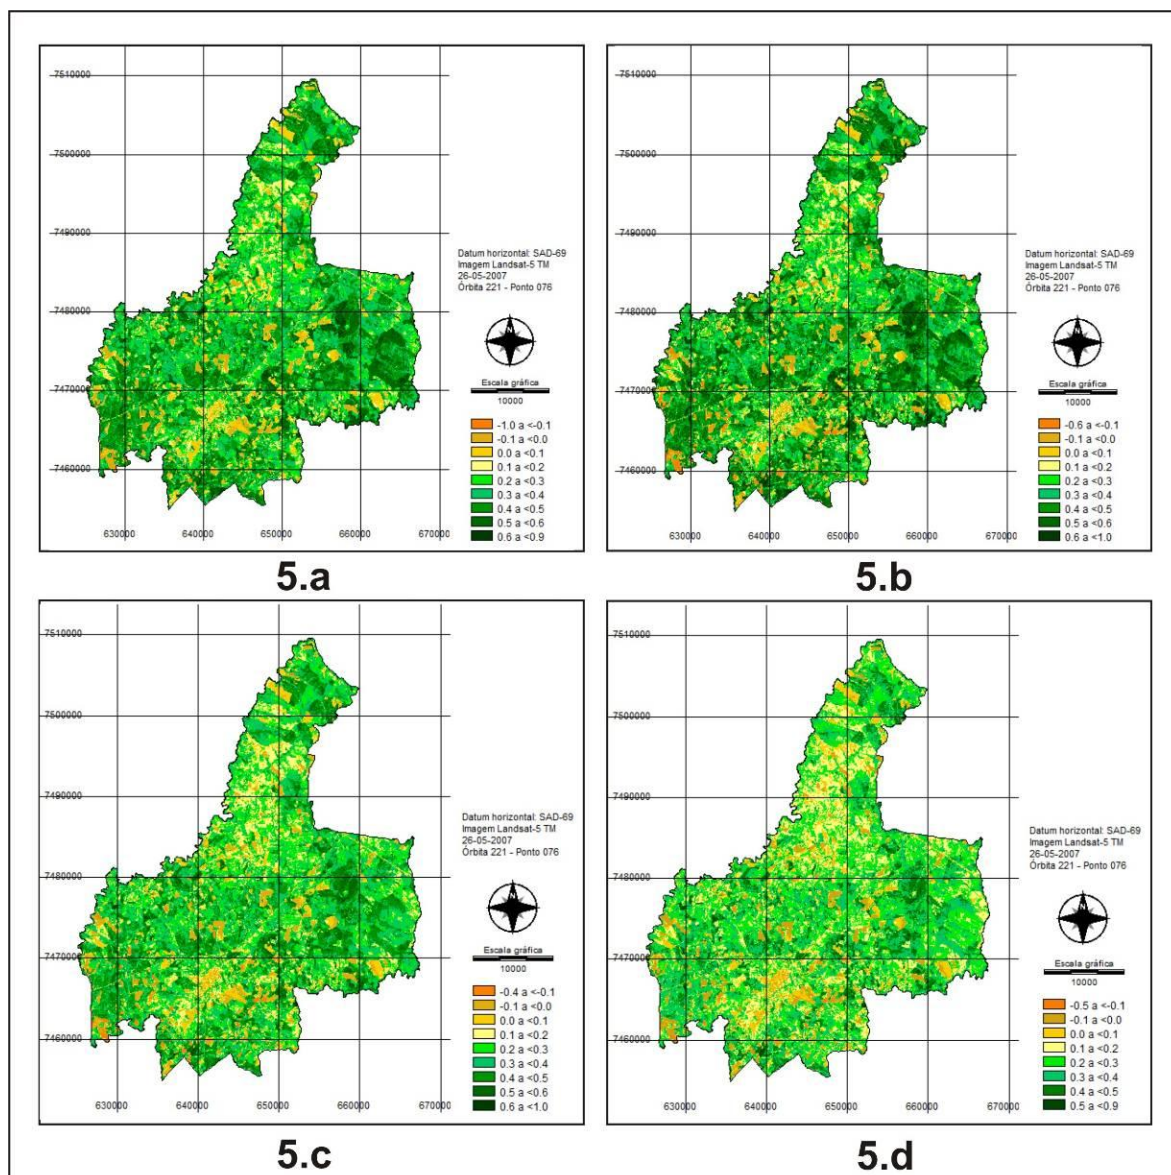 7510000
7500000
7490000
7480000
7470000
7460000
630000 640000 650000 660000 670000
Datum horizontal: SAD-69
Imagem Landsat-5 TM
26-05-2007
Órbita 221 - Ponto 076
N
Escala gráfica
10000
-1.0 a <-0.1
-0.1 a <0.0
0.0 a <0.1
0.1 a <0.2
0.2 a <0.3
0.3 a <0.4
0.4 a <0.5
0.5 a <0.6
0.6 a <0.9
5.a
7510000
7500000
7490000
7480000
7470000
7460000
630000 640000 650000 660000 670000
Datum horizontal: SAD-69
Imagem Landsat-5 TM
26-05-2007
Órbita 221 - Ponto 076
N
Escala gráfica
10000
-0.6 a <-0.1
-0.1 a <0.0
0.0 a <0.1
0.1 a <0.2
0.2 a <0.3
0.3 a <0.4
0.4 a <0.5
0.5 a <0.6
0.6 a <1.0
5.b
7510000
7500000
7490000
7480000
7470000
7460000
630000 640000 650000 660000 670000
Datum horizontal: SAD-69
Imagem Landsat-5 TM
26-05-2007
Órbita 221 - Ponto 076
N
Escala gráfica
10000
-0.4 a <-0.1
-0.1 a <0.0
0.0 a <0.1
0.1 a <0.2
0.2 a <0.3
0.3 a <0.4
0.4 a <0.5
0.5 a <0.6
0.6 a <1.0
5.c
7510000
7500000
7490000
7480000
7470000
7460000
630000 640000 650000 660000 670000
Datum horizontal: SAD-69
Imagem Landsat-5 TM
26-05-2007
Órbita 221 - Ponto 076
N
Escala gráfica
10000
-0.5 a <-0.1
-0.1 a <0.0
0.0 a <0.1
0.1 a <0.2
0.2 a <0.3
0.3 a <0.4
0.4 a <0.5
0.5 a <0.9
5.d